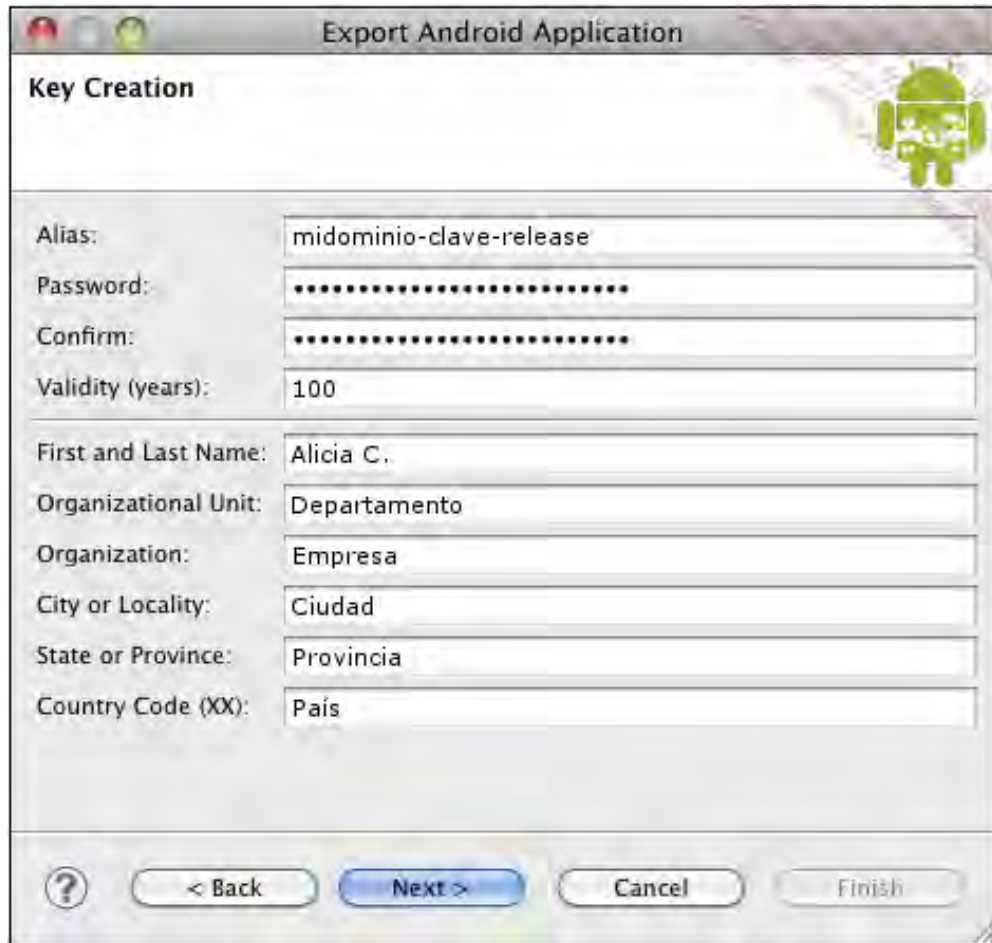 Export Android Application
Key Creation
Alias: midominio-clave-release
Password: ••••••••••••••••••••••••••
Confirm: ••••••••••••••••••••••••••
Validity (years): 100
First and Last Name: Alicia C.
Organizational Unit: Departamento
Organization: Empresa
City or Locality: Ciudad
State or Province: Provincia
Country Code (XX): País
? < Back Next > Cancel Finish